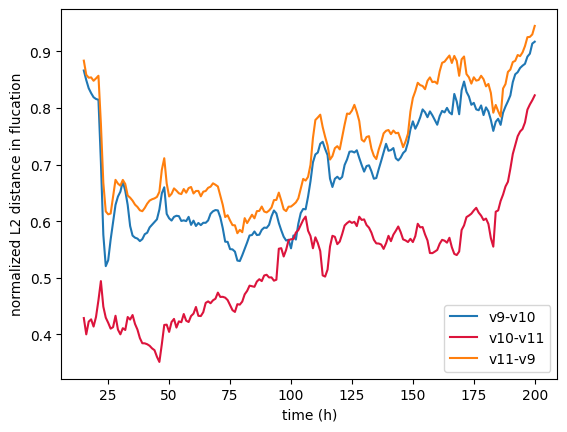 normalized L2 distance in flucation
0.9
0.8
0.7
0.6
0.5
0.4
25 50 75 100 125 150 175 200
time (h)
v9-v10
v10-v11
v11-v9